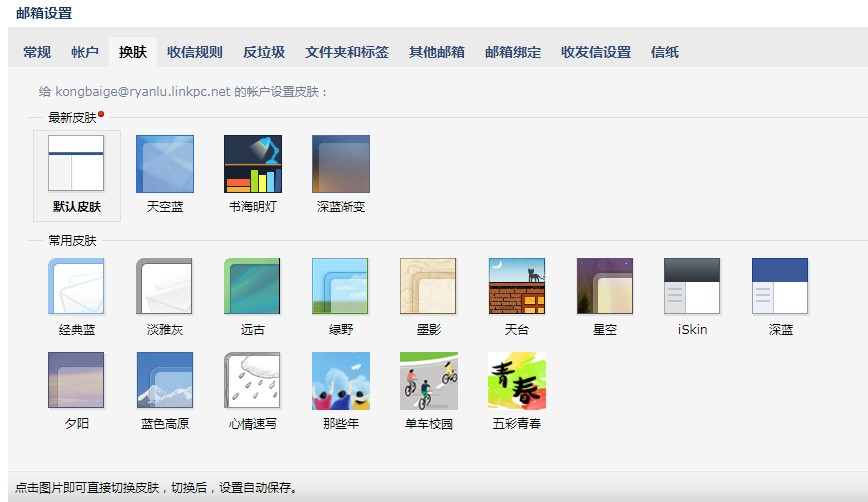 邮箱设置
常规 帐户 换肤 收信规则 反垃圾 文件夹和标签 其他邮箱 邮箱绑定 收发信设置 信纸
给 kongbaige@ryanlu.linkpc.net 的帐户设置皮肤：
最新皮肤
默认皮肤 天空蓝 书海明灯 深蓝渐变
常用皮肤
经典蓝 淡雅灰 远古 绿野 墨影 天台 星空 iSkin 深蓝
青春
夕阳 蓝色高原 心情速写 那些年 单车校园 五彩青春
点击图片即可直接切换皮肤，切换后，设置自动保存。